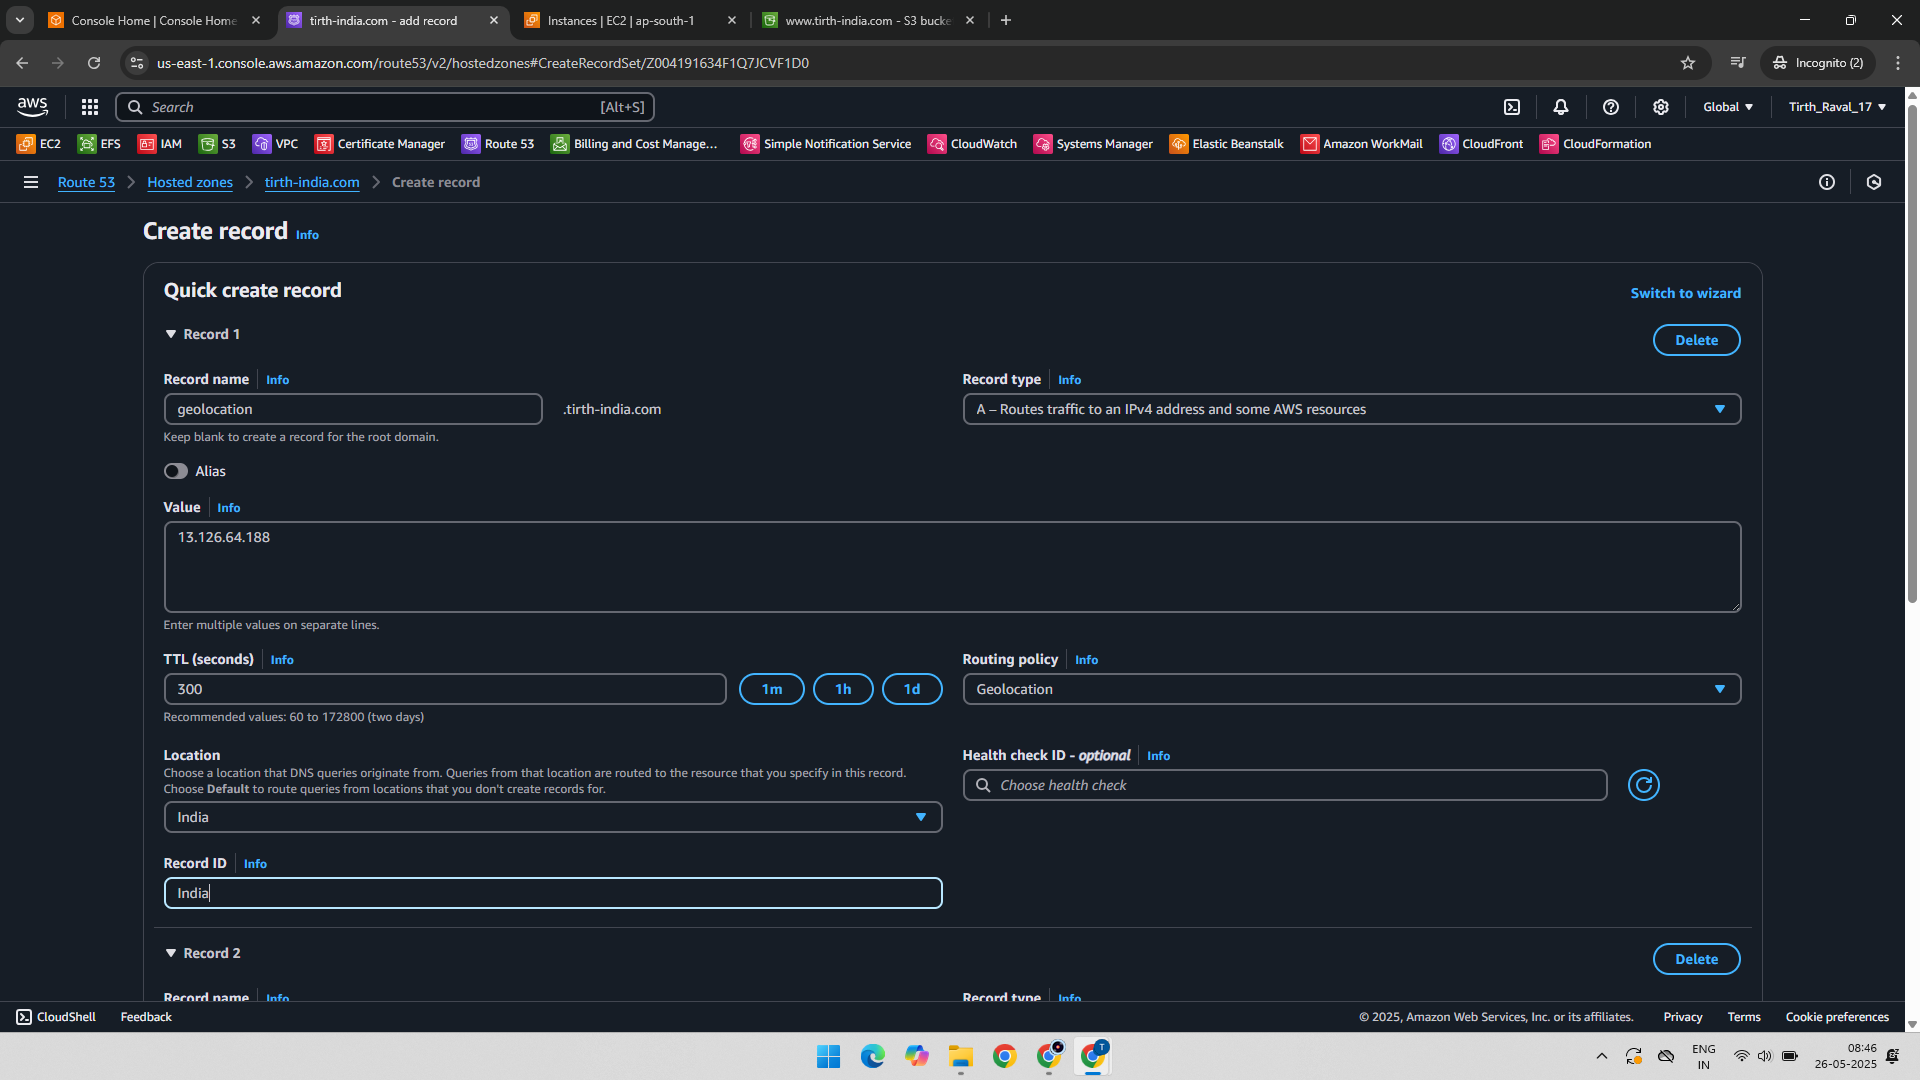 Console Home | Console Home
tirth-india.com - add record
Instances | EC2 | ap-south-1
www.tirth-india.com - S3 bucke
us-east-1.console.aws.amazon.com/route53/v2/hostedzones#CreateRecordSet/Z004191634F1Q7JCVF1D0
Incognito (2)
aws
Search
[Alt+S]
Global
Tirth_Raval_17
EC2
EFS
IAM
S3
VPC
Certificate Manager
Route 53
Billing and Cost Manage...
Simple Notification Service
CloudWatch
Systems Manager
Elastic Beanstalk
Amazon WorkMail
CloudFront
CloudFormation
Route 53
Hosted zones
tirth-india.com
Create record
Create record
Info
Quick create record
Switch to wizard
Record 1
Delete
Record name
Info
Record type
Info
geolocation
.tirth-india.com
A – Routes traffic to an IPv4 address and some AWS resources
Keep blank to create a record for the root domain.
Alias
Value
Info
13.126.64.188
Enter multiple values on separate lines.
TTL (seconds)
Info
Routing policy
Info
300
1m
1h
1d
Geolocation
Recommended values: 60 to 172800 (two days)
Location
Health check ID - optional
Info
Choose a location that DNS queries originate from. Queries from that location are routed to the resource that you specify in this record.
Choose Default to route queries from locations that you don't create records for.
Choose health check
India
Record ID
Info
India
Record 2
Delete
Record name
Info
Record type
Info
CloudShell
Feedback
© 2025, Amazon Web Services, Inc. or its affiliates.
Privacy
Terms
Cookie preferences
T
ENG
IN
08:46
26-05-2025